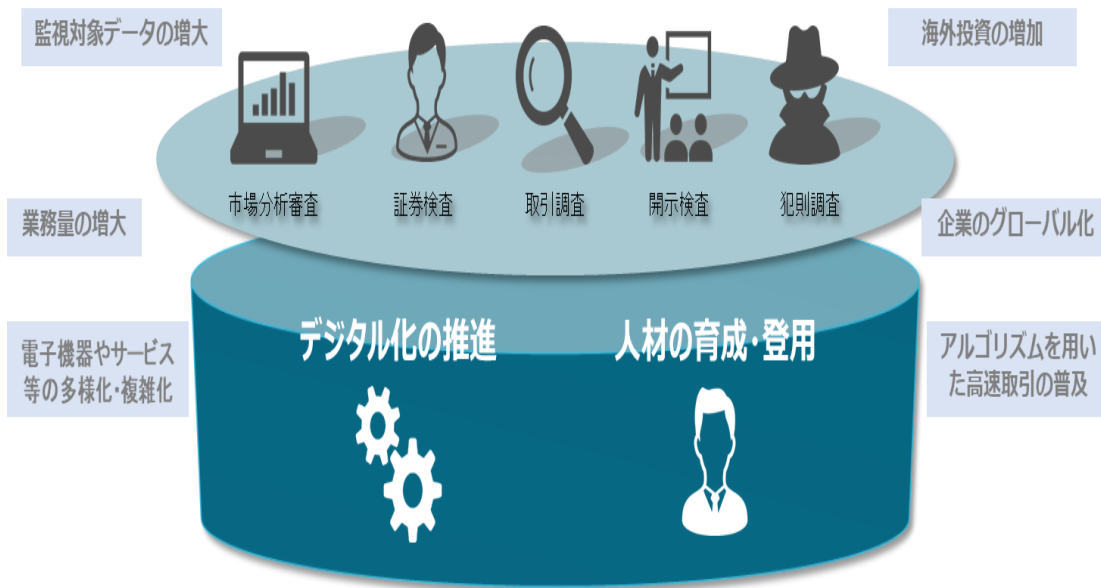 監視対象データの増大
海外投資の増加
市場分析審査
証券検査
取引調査
開示検査
犯則調査
業務量の増大
企業のグローバル化
デジタル化の推進
人材の育成・登用
電子機器やサービス
等の多様化・複雑化
アルゴリズムを用い
た高速取引の普及